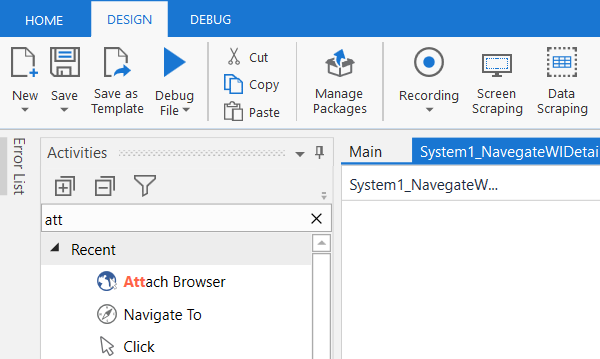 HOME DESIGN DEBUG
New
Save
Save as
Template
Debug
File
Cut
Copy
Paste
Manage
Packages
Recording
Screen
Scraping
Data
Scraping
Error List
Activities
Main System1_NavegateWIDetai
System1_NavegateW...
att
Recent
Attach Browser
Navigate To
Click